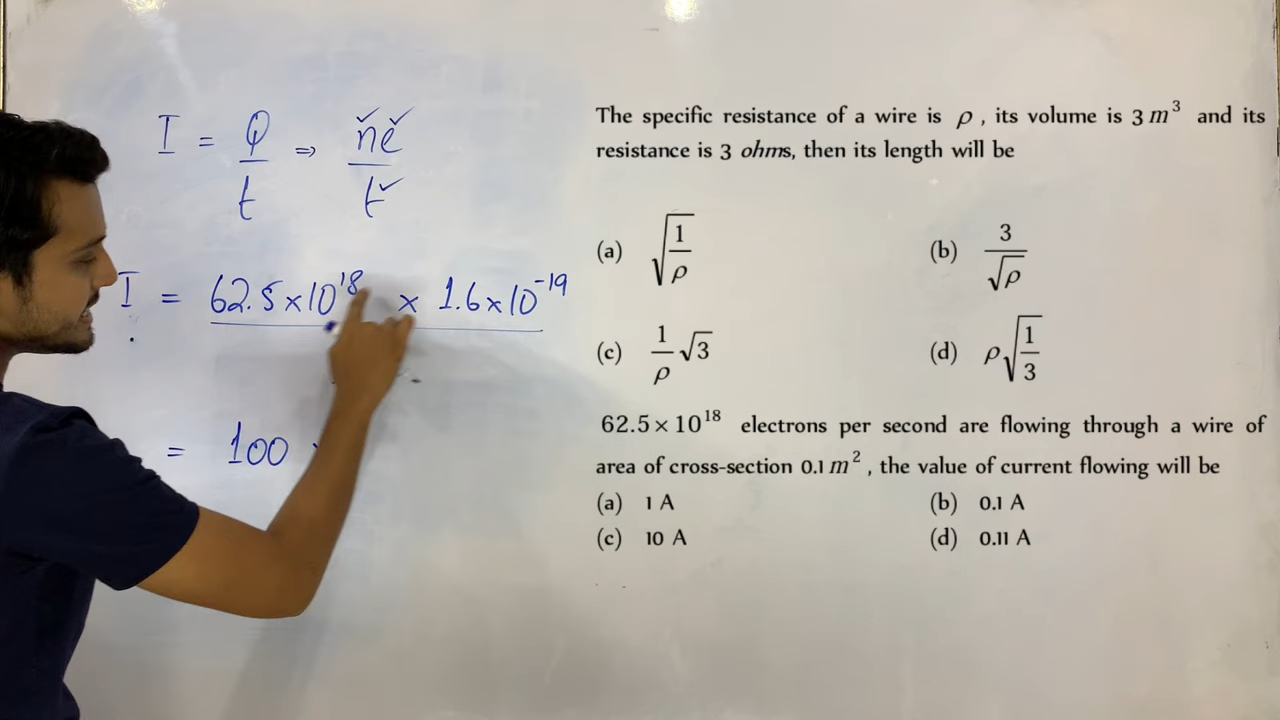 I = Q/t ⇒ ne/t
I = 62.5×10^18 × 1.6×10^-19
= 100
The specific resistance of a wire is ρ, its volume is 3 m³ and its
resistance is 3 ohms, then its length will be
(a) √(1/ρ) (b) 3/√ρ
(c) 1/ρ √3 (d) ρ√(1/3)
62.5×10^18 electrons per second are flowing through a wire of
area of cross-section 0.1 m², the value of current flowing will be
(a) 1 A (b) 0.1 A
(c) 10 A (d) 0.11 A